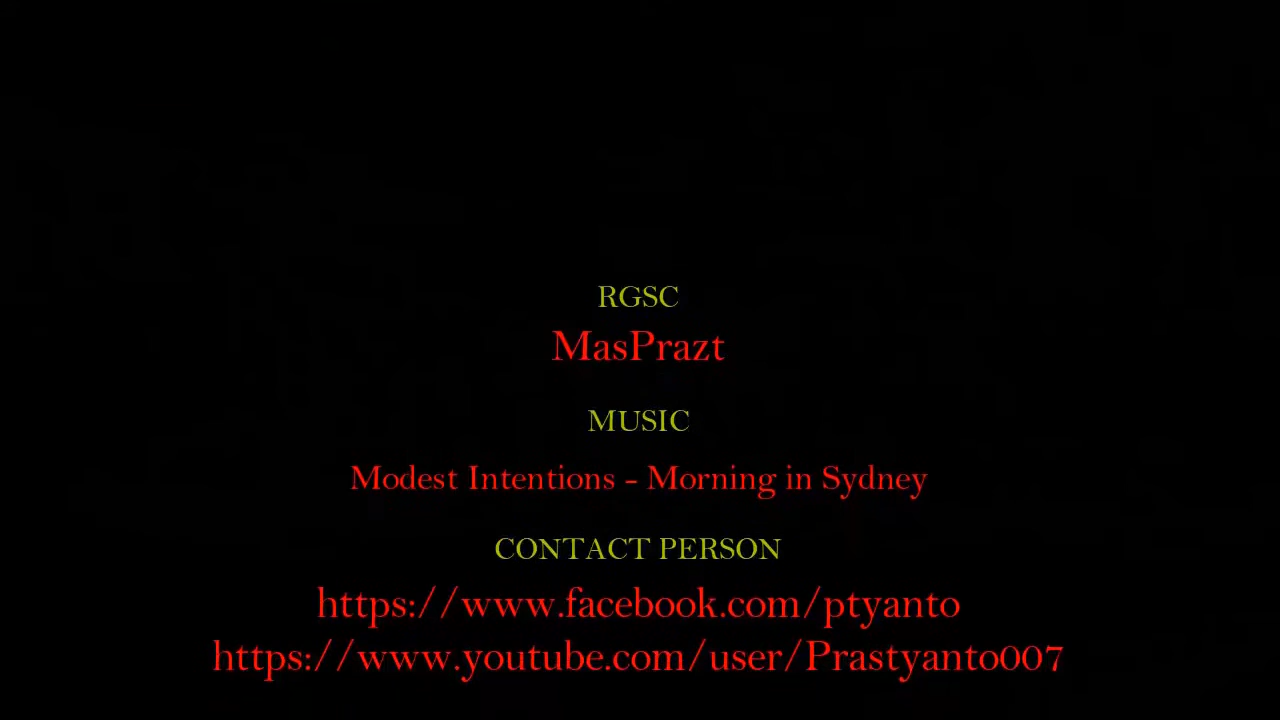 RGSC
MasPrazt
MUSIC
Modest Intentions - Morning in Sydney
CONTACT PERSON
https://www.facebook.com/ptyanto
https://www.youtube.com/user/Prastyanto007